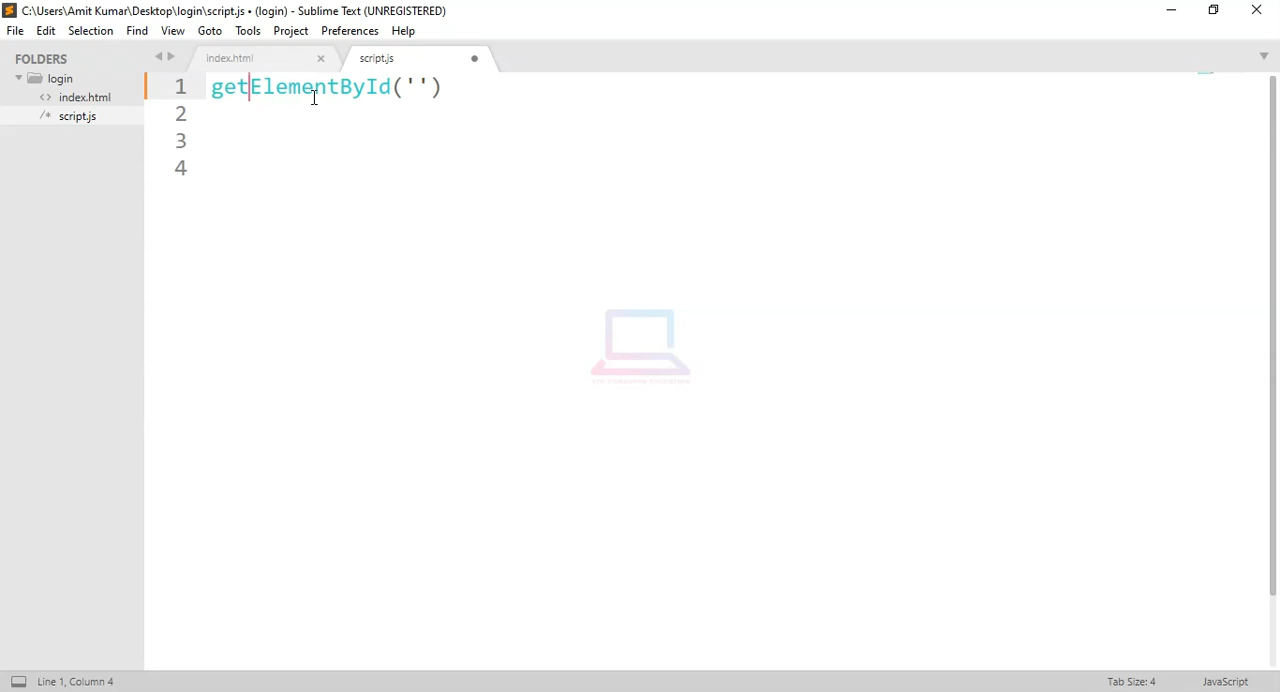 C:\Users\Amit Kumar\Desktop\login\script.js • (login) - Sublime Text (UNREGISTERED)
File Edit Selection Find View Goto Tools Project Preferences Help
FOLDERS
login
<> index.html
/* script.js
index.html
script.js
1 getElementById('')
2
3
4
Line 1, Column 4
Tab Size: 4
JavaScript